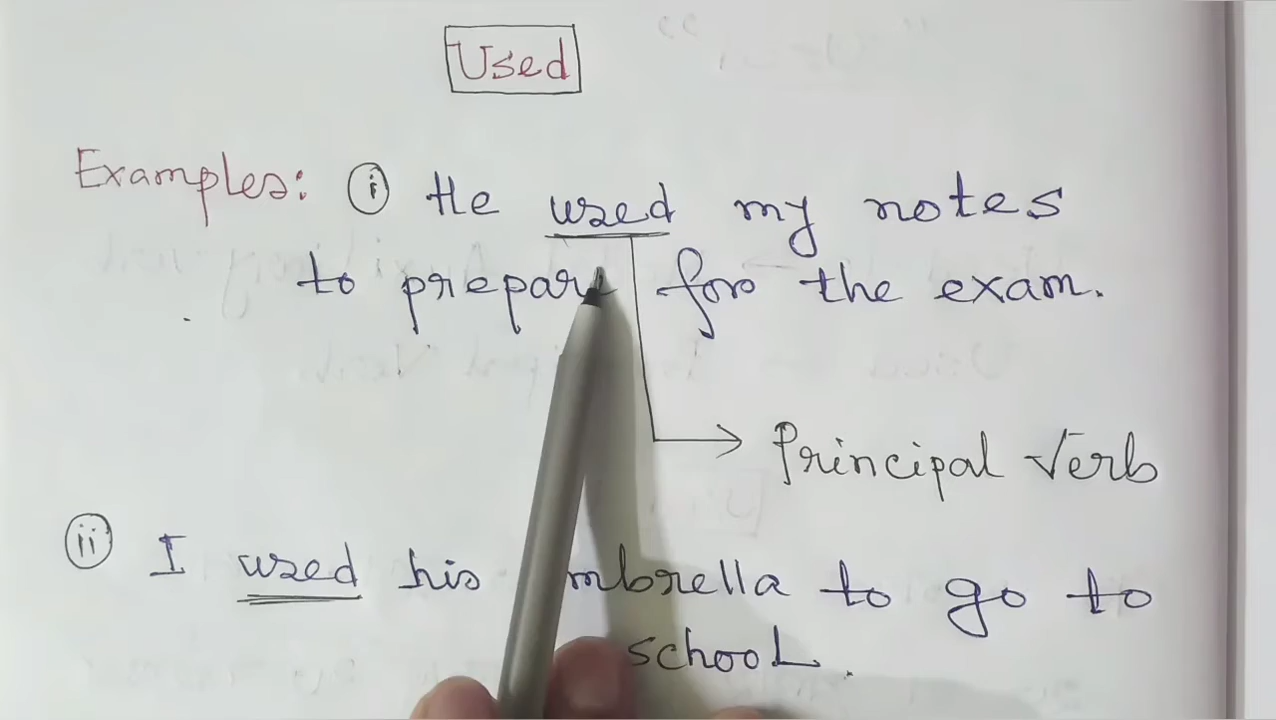 Used
Examples: (i) He used my notes
to prepare for the exam.
Principal Verb
(ii) I used his umbrella to go to
school.